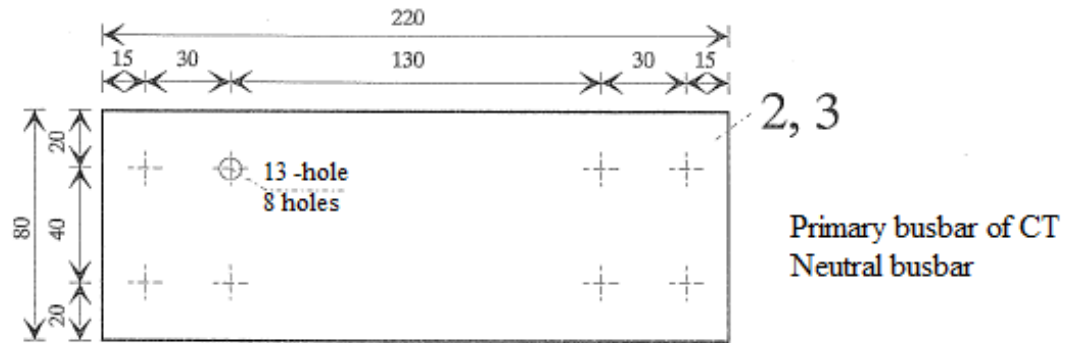 220
15 30 130 30 15
2, 3
20
13 -hole
8 holes
80
40
Primary busbar of CT
Neutral busbar
20